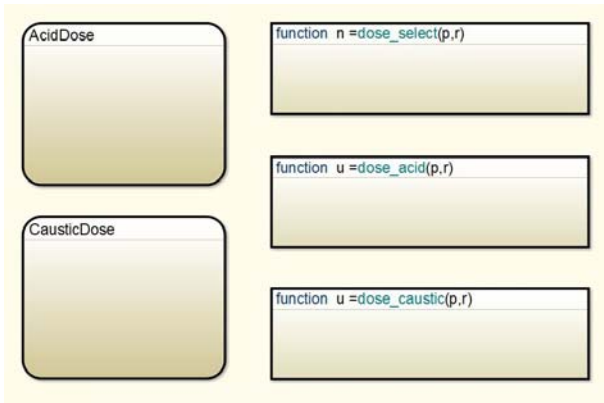 AcidDose
function n =dose_select(p,r)
function u =dose_acid(p,r)
CausticDose
function u =dose_caustic(p,r)